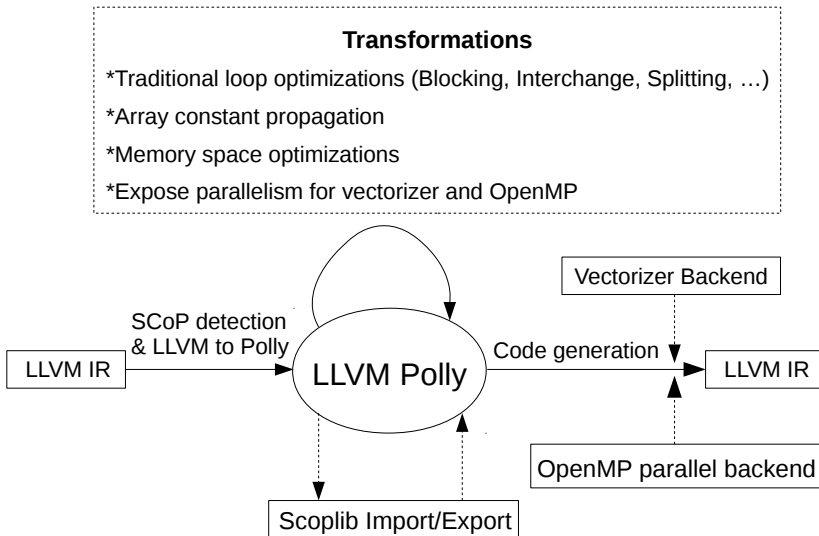 Transformations
*Traditional loop optimizations (Blocking, Interchange, Splitting, …)
*Array constant propagation
*Memory space optimizations
*Expose parallelism for vectorizer and OpenMP
Vectorizer Backend
SCoP detection
& LLVM to Polly
Code generation
LLVM IR
LLVM Polly
LLVM IR
OpenMP parallel backend
Scoplib Import/Export